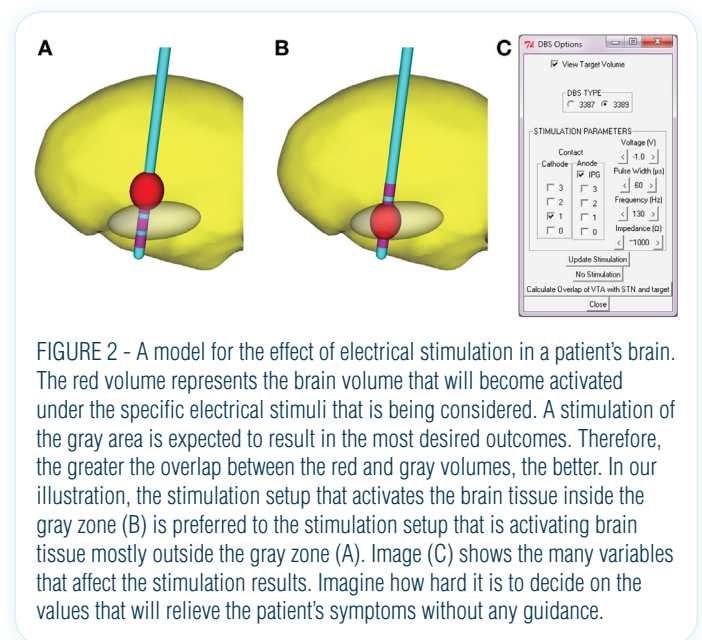 A
B
C
DBS Options
View Target Volume
DBS TYPE
3387 3389
STIMULATION PARAMETERS
Voltage (V)
< -1.0 >
Contact
Cathode Anode
IPG
Pulse Width (µs)
< 60 >
3 3
2 2
1 1
0 0
Frequency (Hz)
< 130 >
Impedance (Ω)
< ~1000 >
Update Stimulation
No Stimulation
Calculate Overlap of VTA with STN and target
Close
FIGURE 2 - A model for the effect of electrical stimulation in a patient's brain.
The red volume represents the brain volume that will become activated
under the specific electrical stimuli that is being considered. A stimulation of
the gray area is expected to result in the most desired outcomes. Therefore,
the greater the overlap between the red and gray volumes, the better. In our
illustration, the stimulation setup that activates the brain tissue inside the
gray zone (B) is preferred to the stimulation setup that is activating brain
tissue mostly outside the gray zone (A). Image (C) shows the many variables
that affect the stimulation results. Imagine how hard it is to decide on the
values that will relieve the patient's symptoms without any guidance.